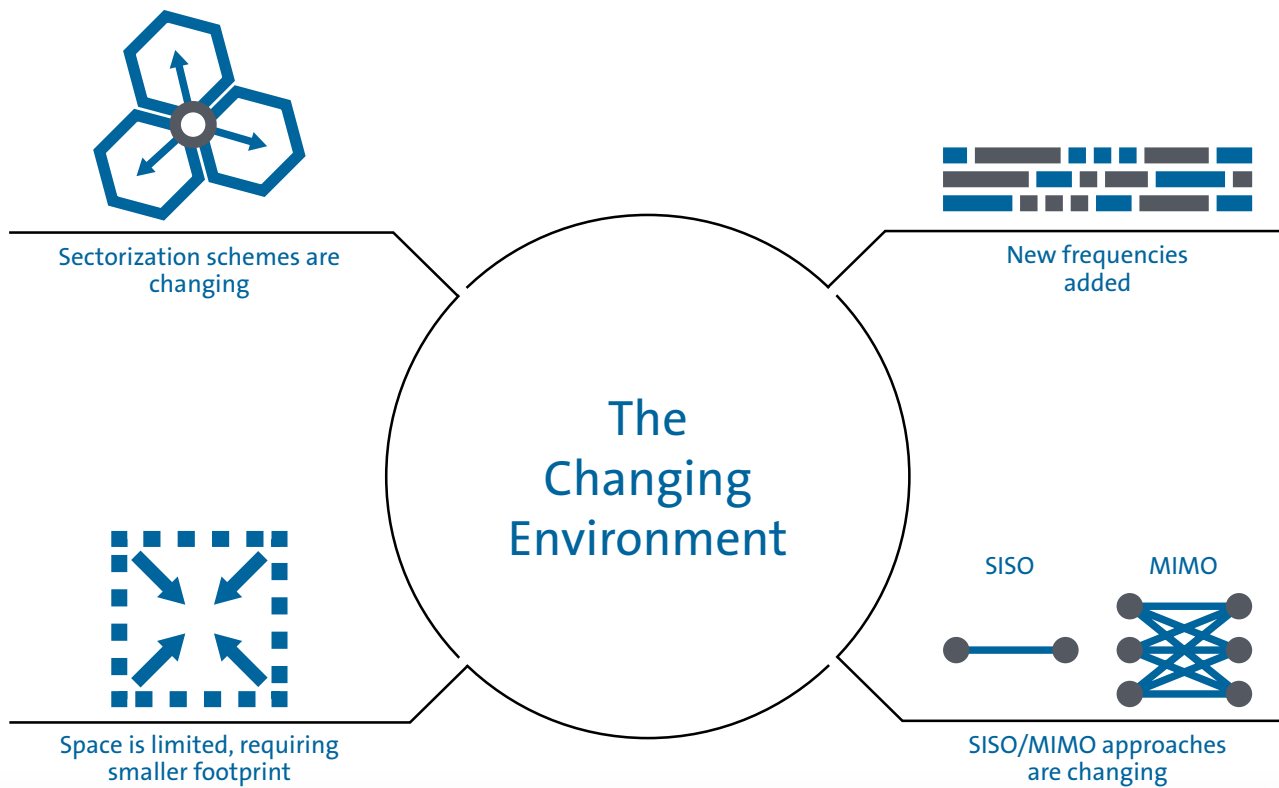 Sectorization schemes are
changing
New frequencies
added
The
Changing
Environment
SISO
MIMO
Space is limited, requiring
smaller footprint
SISO/MIMO approaches
are changing